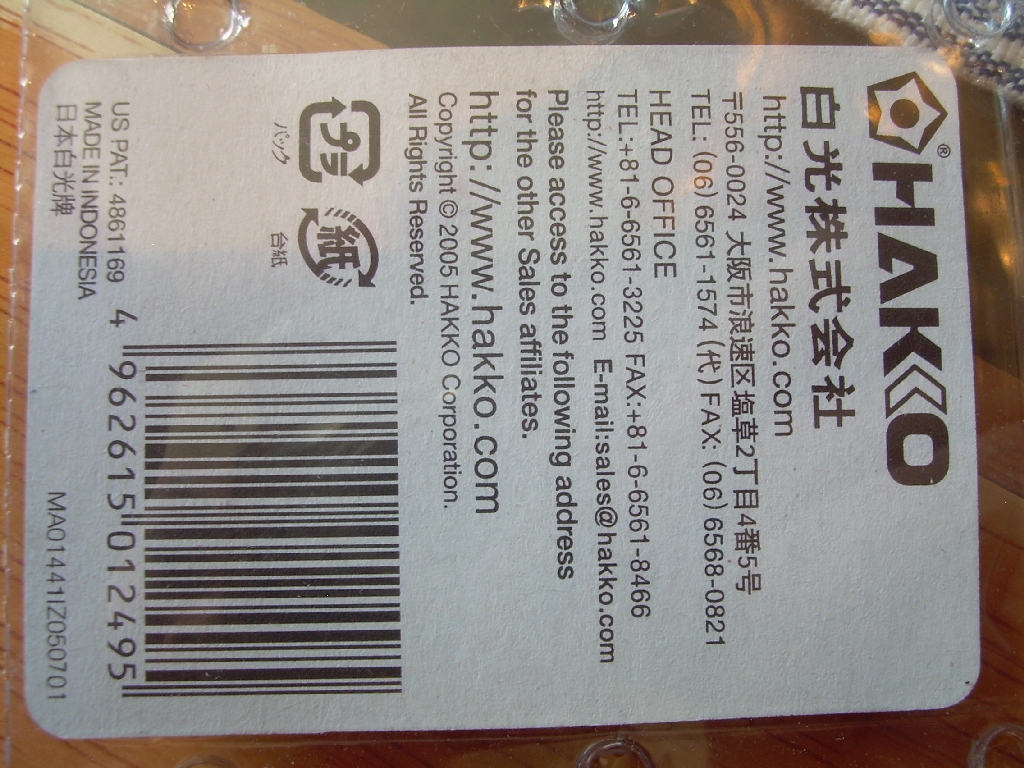 HAKKO®
白光株式会社
http://www.hakko.com
〒556-0024 大阪市浪速区塩草2丁目4番5号
TEL: (06) 6561-1574 (代) FAX: (06) 6568-0821
HEAD OFFICE
TEL:+81-6-6561-3225 FAX:+81-6-6561-8466
http://www.hakko.com E-mail:sales@hakko.com
Please access to the following address
for the other Sales affiliates.
http://www.hakko.com
Copyright © 2005 HAKKO Corporation.
All Rights Reserved.
プラ 紙
パック 台紙
4 962615 012495
US PAT.: 4861169
MADE IN INDONESIA
日本白光牌
MA01441IZ050701